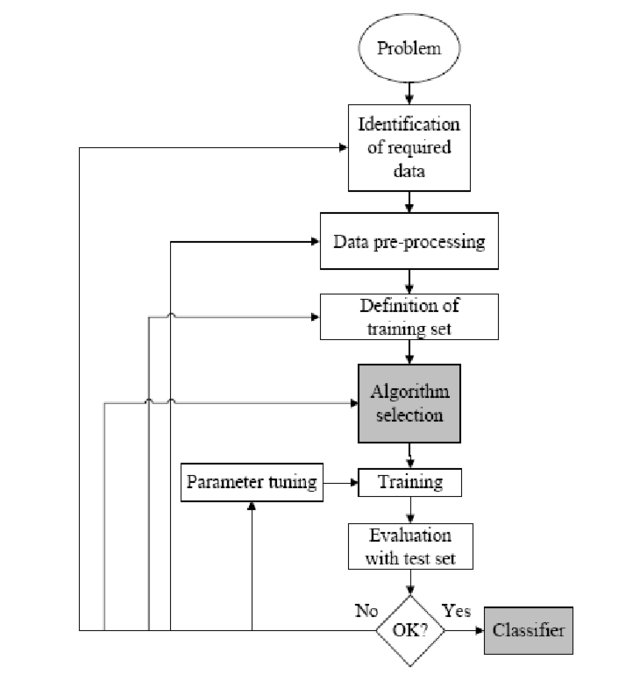 Problem
Identification
of required
data
Data pre-processing
Definition of
training set
Algorithm
selection
Parameter tuning
Training
Evaluation
with test set
No
Yes
OK?
Classifier